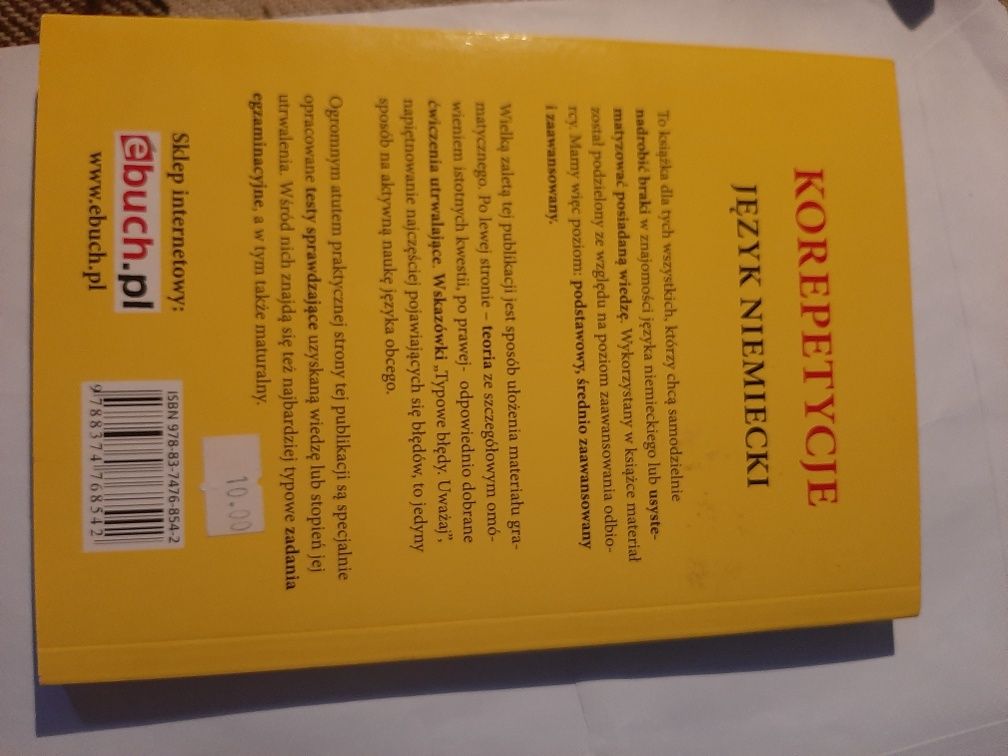 KOREPETYCJE
JĘZYK NIEMIECKI
To książka dla tych wszystkich, którzy chcą samodzielnie
nadrobić braki w znajomości języka niemieckiego lub usyste-
matyzować posiadaną wiedzę. Wykorzystany w książce materiał
został podzielony ze względu na poziom zaawansowania odbio-
rcy. Mamy więc poziom: podstawowy, średnio zaawansowany
i zaawansowany.
Wielką zaletą tej publikacji jest sposób ułożenia materiału gra-
matycznego. Po lewej stronie – teoria ze szczegółowym omó-
wieniem istotnych kwestii, po prawej- odpowiednio dobrane
ćwiczenia utrwalające. Wskazówki „Typowe błędy. Uważaj”,
napiętnowanie najczęściej pojawiających się błędów, to jedyny
sposób na aktywną naukę języka obcego.
Ogromnym atutem praktycznej strony tej publikacji są specjalnie
opracowane testy sprawdzające uzyskaną wiedzę lub stopień jej
utrwalenia. Wśród nich znajdą się też najbardziej typowe zadania
egzaminacyjne, a w tym także maturalny.
10.00
Sklep internetowy:
ébuch.pl
www.ebuch.pl
ISBN 978-83-7476-854-2
9788374768542